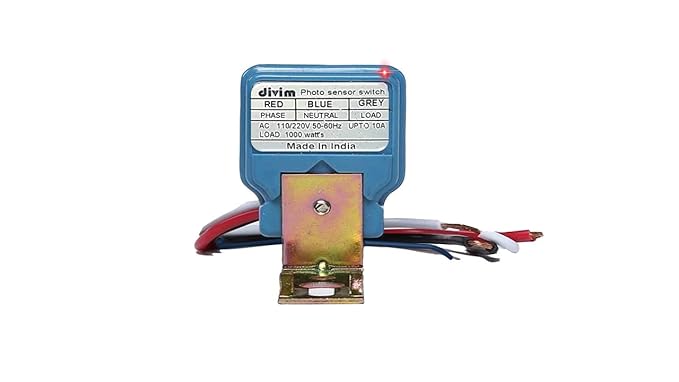 divim Photo sensor switch
RED BLUE GREY
PHASE NEUTRAL LOAD
AC 110/220V 50-60Hz UPTO 10A
LOAD 1000 watt's
Made In India